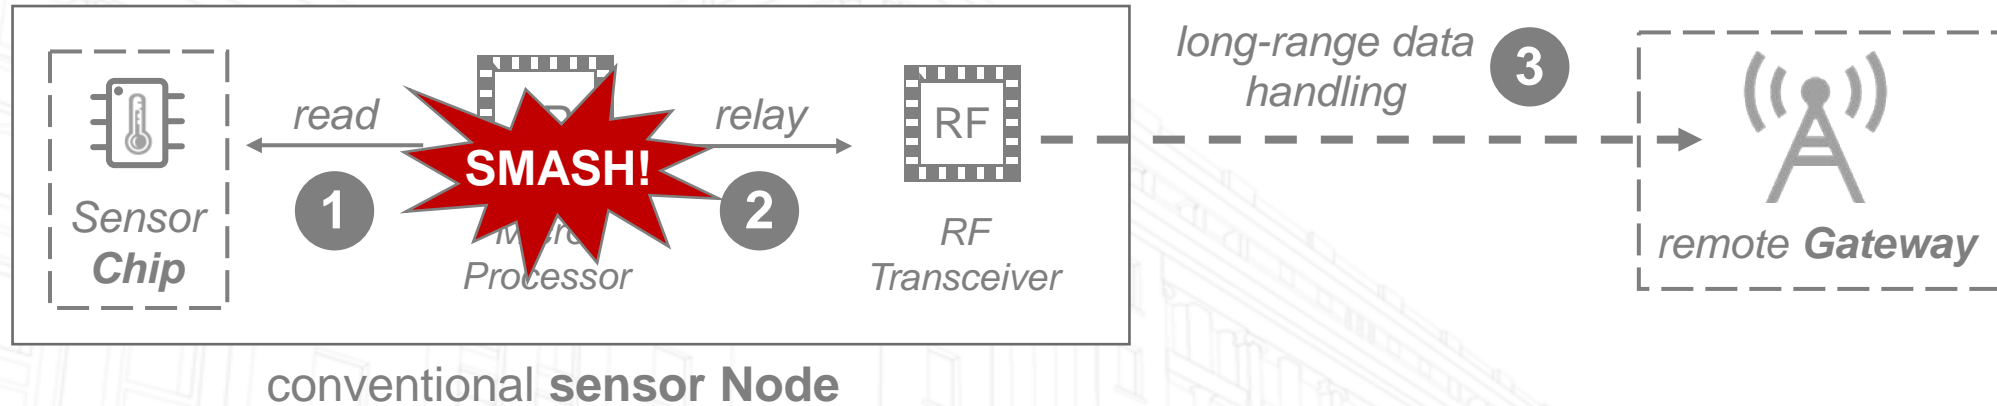 Sensor
Chip
read
1
SMASH!
Processor
relay
2
RF
RF
Transceiver
long-range data
handling
3
remote Gateway
conventional sensor Node